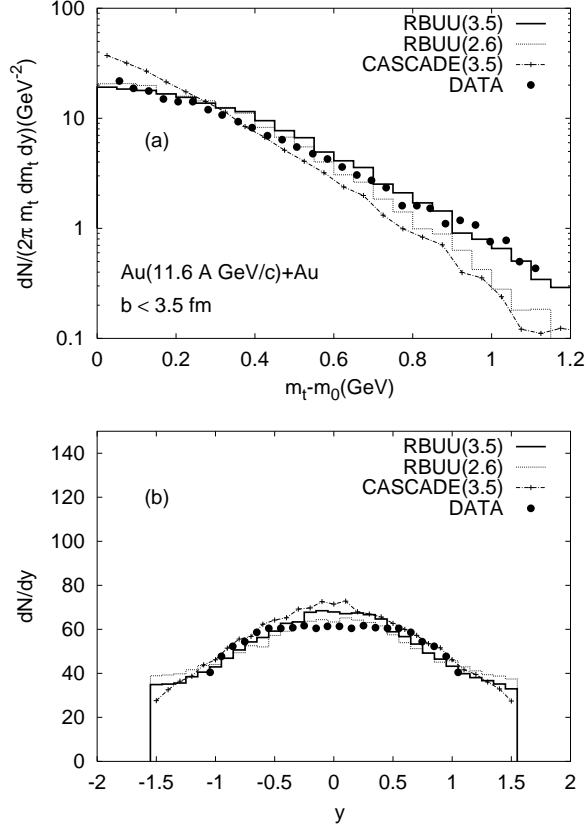 100
10
1
0.1
dN/(2π m_t dm_t dy)(GeV⁻²)
RBUU(3.5)
RBUU(2.6)
CASCADE(3.5)
DATA
(a)
Au(11.6 A GeV/c)+Au
b < 3.5 fm
0 0.2 0.4 0.6 0.8 1 1.2
m_t-m_0(GeV)
140
120
100
80
60
40
20
0
dN/dy
RBUU(3.5)
RBUU(2.6)
CASCADE(3.5)
DATA
(b)
-2 -1.5 -1 -0.5 0 0.5 1 1.5 2
y